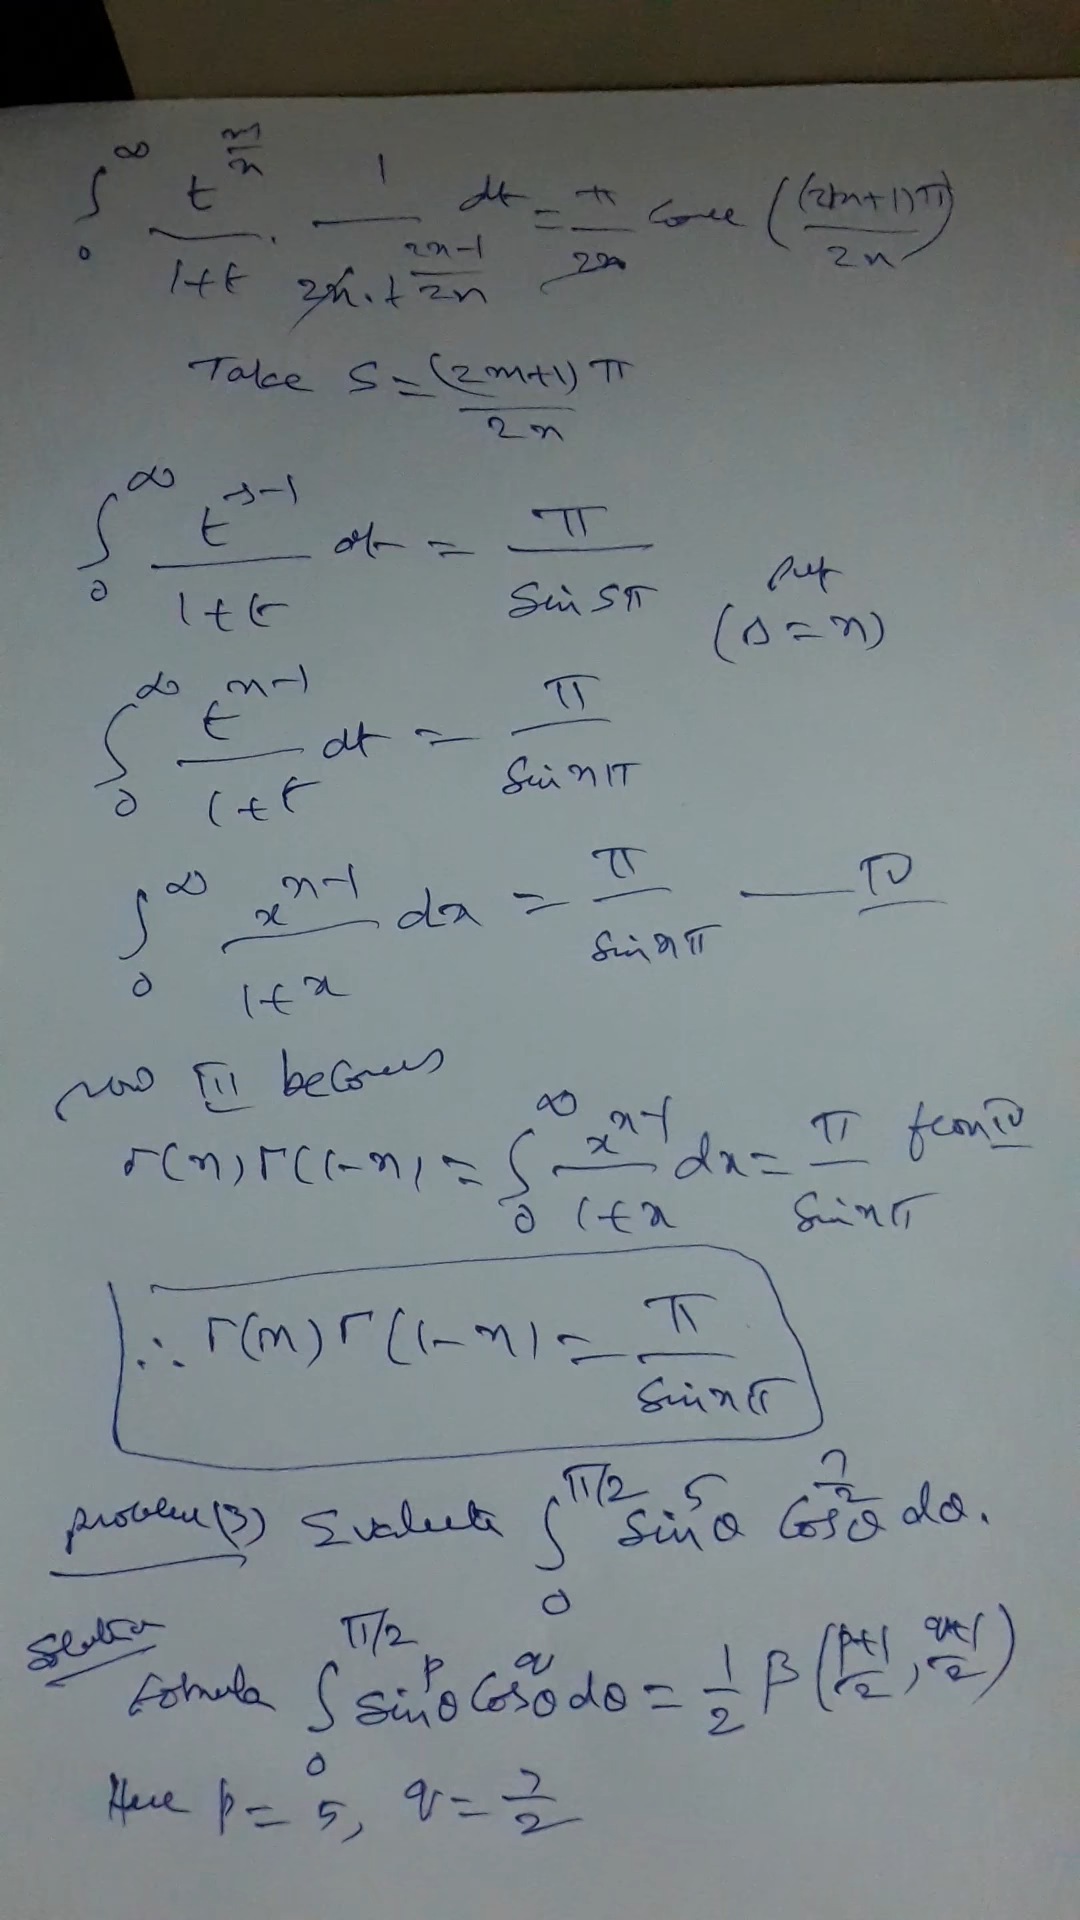 ∫₀^∞ t^(m/n)/(1+t) · 1/(2n · t^((2n-1)/2n)) dt = π/2n Cosec ((2m+1)π/2n)
Take S = (2m+1)π/2n
∫₀^∞ t^(s-1)/(1+t) dt = π/Sin sπ
Put (s = n)
∫₀^∞ t^(n-1)/(1+t) dt = π/Sin nπ
∫₀^∞ x^(n-1)/(1+x) dx = π/Sin nπ — IV
now III becomes
Γ(n) Γ(1-n) = ∫₀^∞ x^(n-1)/(1+x) dx = π/Sin nπ from IV
∴ Γ(n) Γ(1-n) = π/Sin nπ
problem(3) Evaluate ∫₀^(π/2) Sin⁵θ Cos^(7/2)θ dθ.
Solution
Formula ∫₀^(π/2) Sin^pθ Cos^qθ dθ = 1/2 β((p+1)/2, (q+1)/2)
Here p = 5, q = 7/2